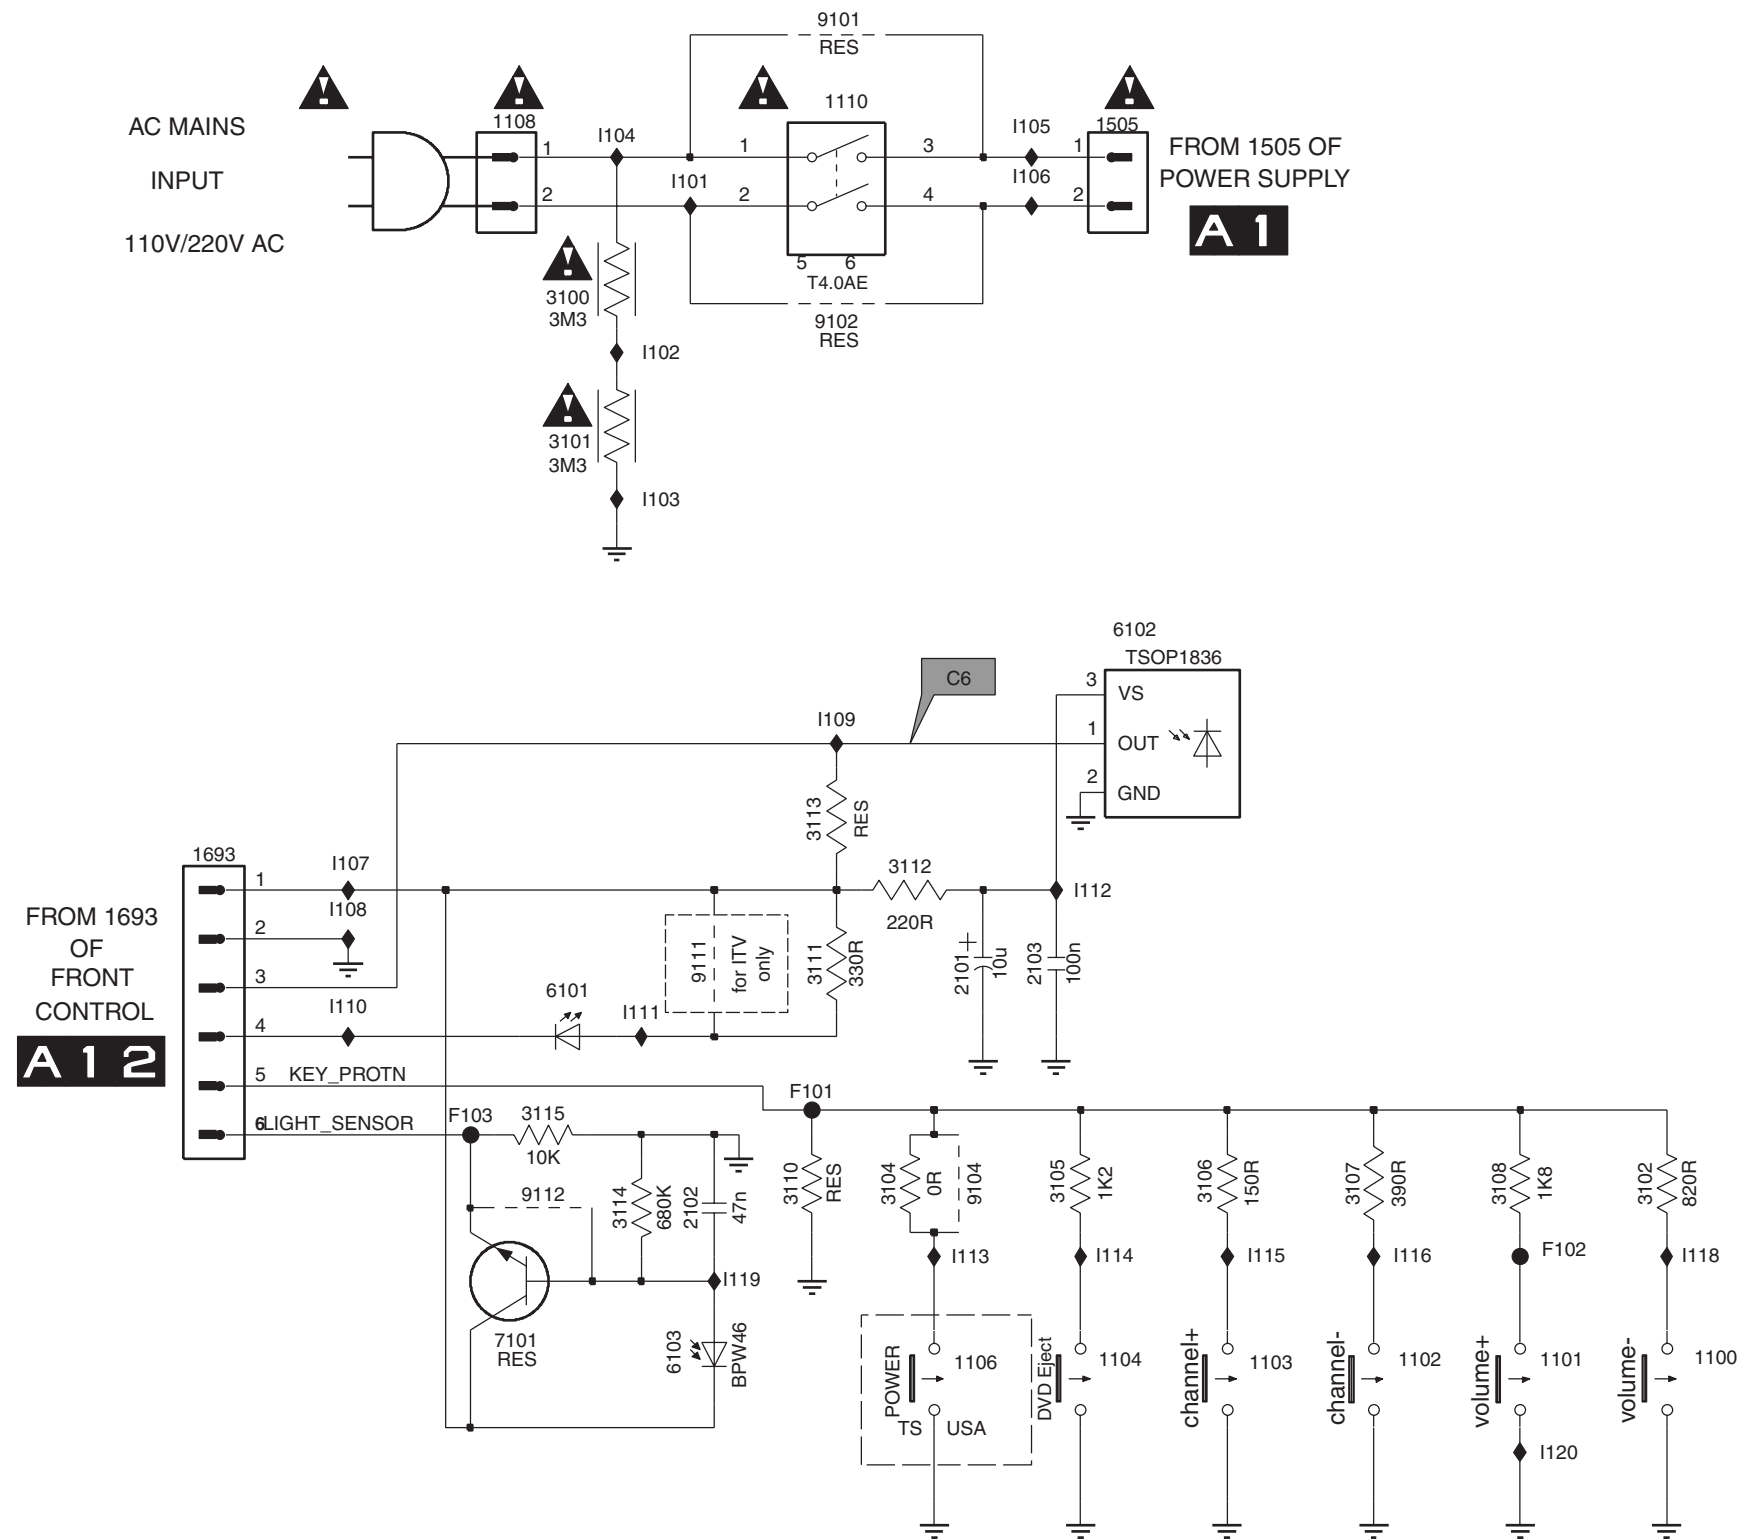 9101
RES
AC MAINS
INPUT
110V/220V AC
1108
1
2
I104
I101
1
2
1110
3
4
5 6
T4.0AE
9102
RES
I105
I106
1505
1
2
FROM 1505 OF
POWER SUPPLY
A 1
3100
3M3
I102
3101
3M3
I103
6102
TSOP1836
3
VS
1
OUT
2
GND
C6
I109
3113
RES
3112
220R
I112
2101
+
10u
2103
100n
3111
330R
9111
for ITV
only
FROM 1693
OF
FRONT
CONTROL
A 1 2
1693
1
2
3
4
5
6
I107
I108
I110
6101
I111
KEY_PROTN
LIGHT_SENSOR
F103
3115
10K
9112
3114
680K
2102
47n
I119
7101
RES
6103
BPW46
F101
3110
RES
3104
0R
9104
3105
1K2
3106
150R
3107
390R
3108
1K8
3102
820R
I113
I114
I115
I116
F102
I118
POWER
1106
TS USA
DVD Eject
1104
channel+
1103
channel-
1102
volume+
1101
volume-
1100
I120